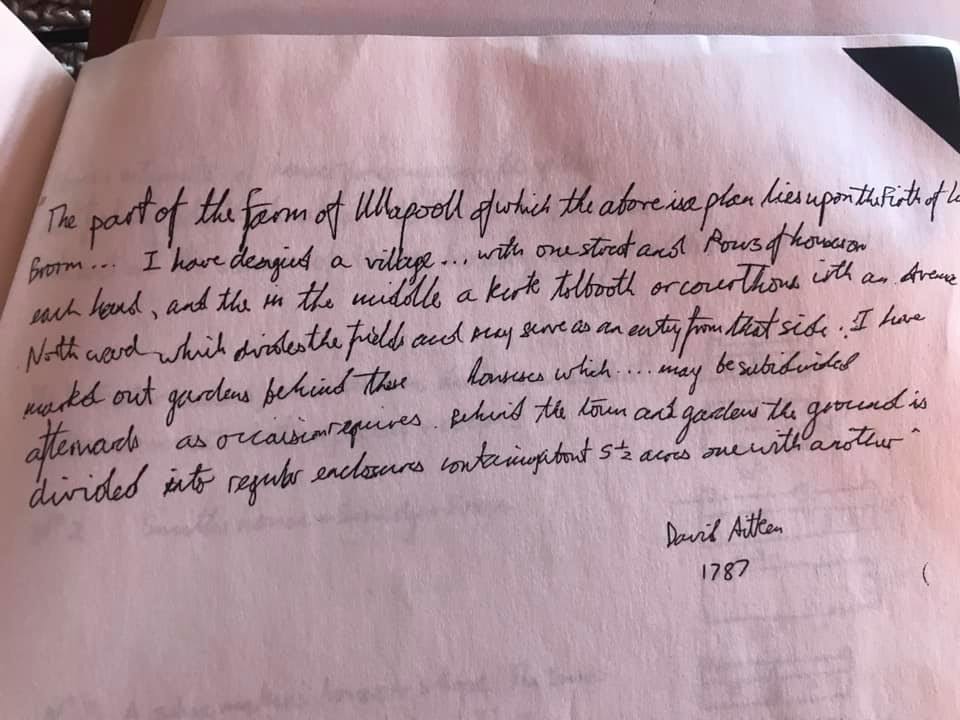 "The part of the farm of Ullapool of which the above is a plan lies upon the Firth of Lo
Broom... I have designed a village... with one street and Rows of houses on
each hand, and the in the middle a kirk tolbooth or courthouse with an Avenue
Northward which divides the fields and may serve as an entry from that side. I have
marked out gardens behind these houses which.... may be subdivided
afterwards as occaision requires. Behind the town and gardens the ground is
divided into regular enclosures containing about 5½ acres one with another"
David Aitken
1787
(